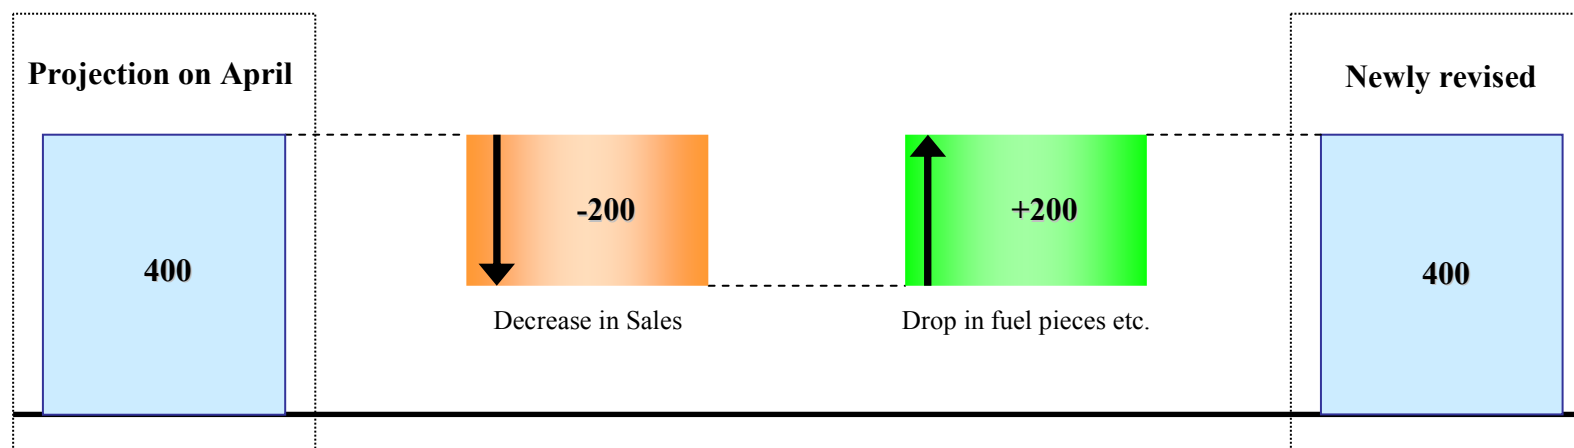 Projection on April
Newly revised
-200
+200
400
400
Decrease in Sales
Drop in fuel pieces etc.